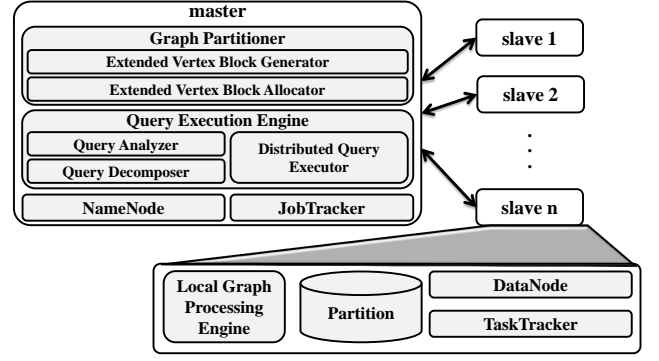 master
Graph Partitioner
Extended Vertex Block Generator
Extended Vertex Block Allocator
Query Execution Engine
Query Analyzer
Query Decomposer
Distributed Query
Executor
NameNode
JobTracker
slave 1
slave 2
slave n
Local Graph
Processing
Engine
Partition
DataNode
TaskTracker